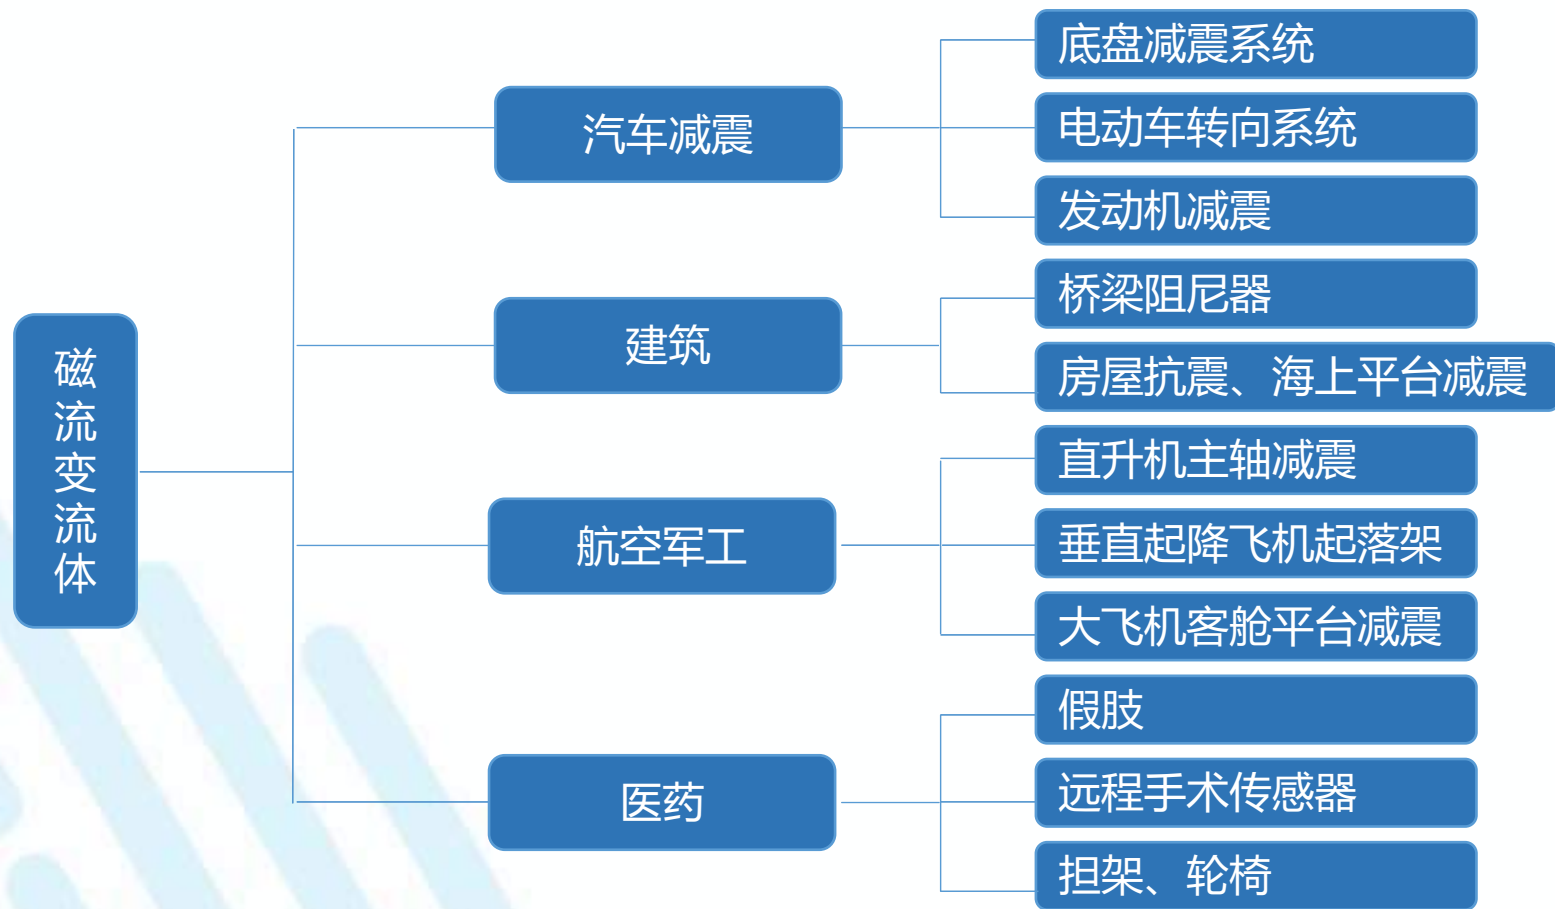 磁流变流体
汽车减震
底盘减震系统
电动车转向系统
发动机减震
建筑
桥梁阻尼器
房屋抗震、海上平台减震
航空军工
直升机主轴减震
垂直起降飞机起落架
大飞机客舱平台减震
医药
假肢
远程手术传感器
担架、轮椅